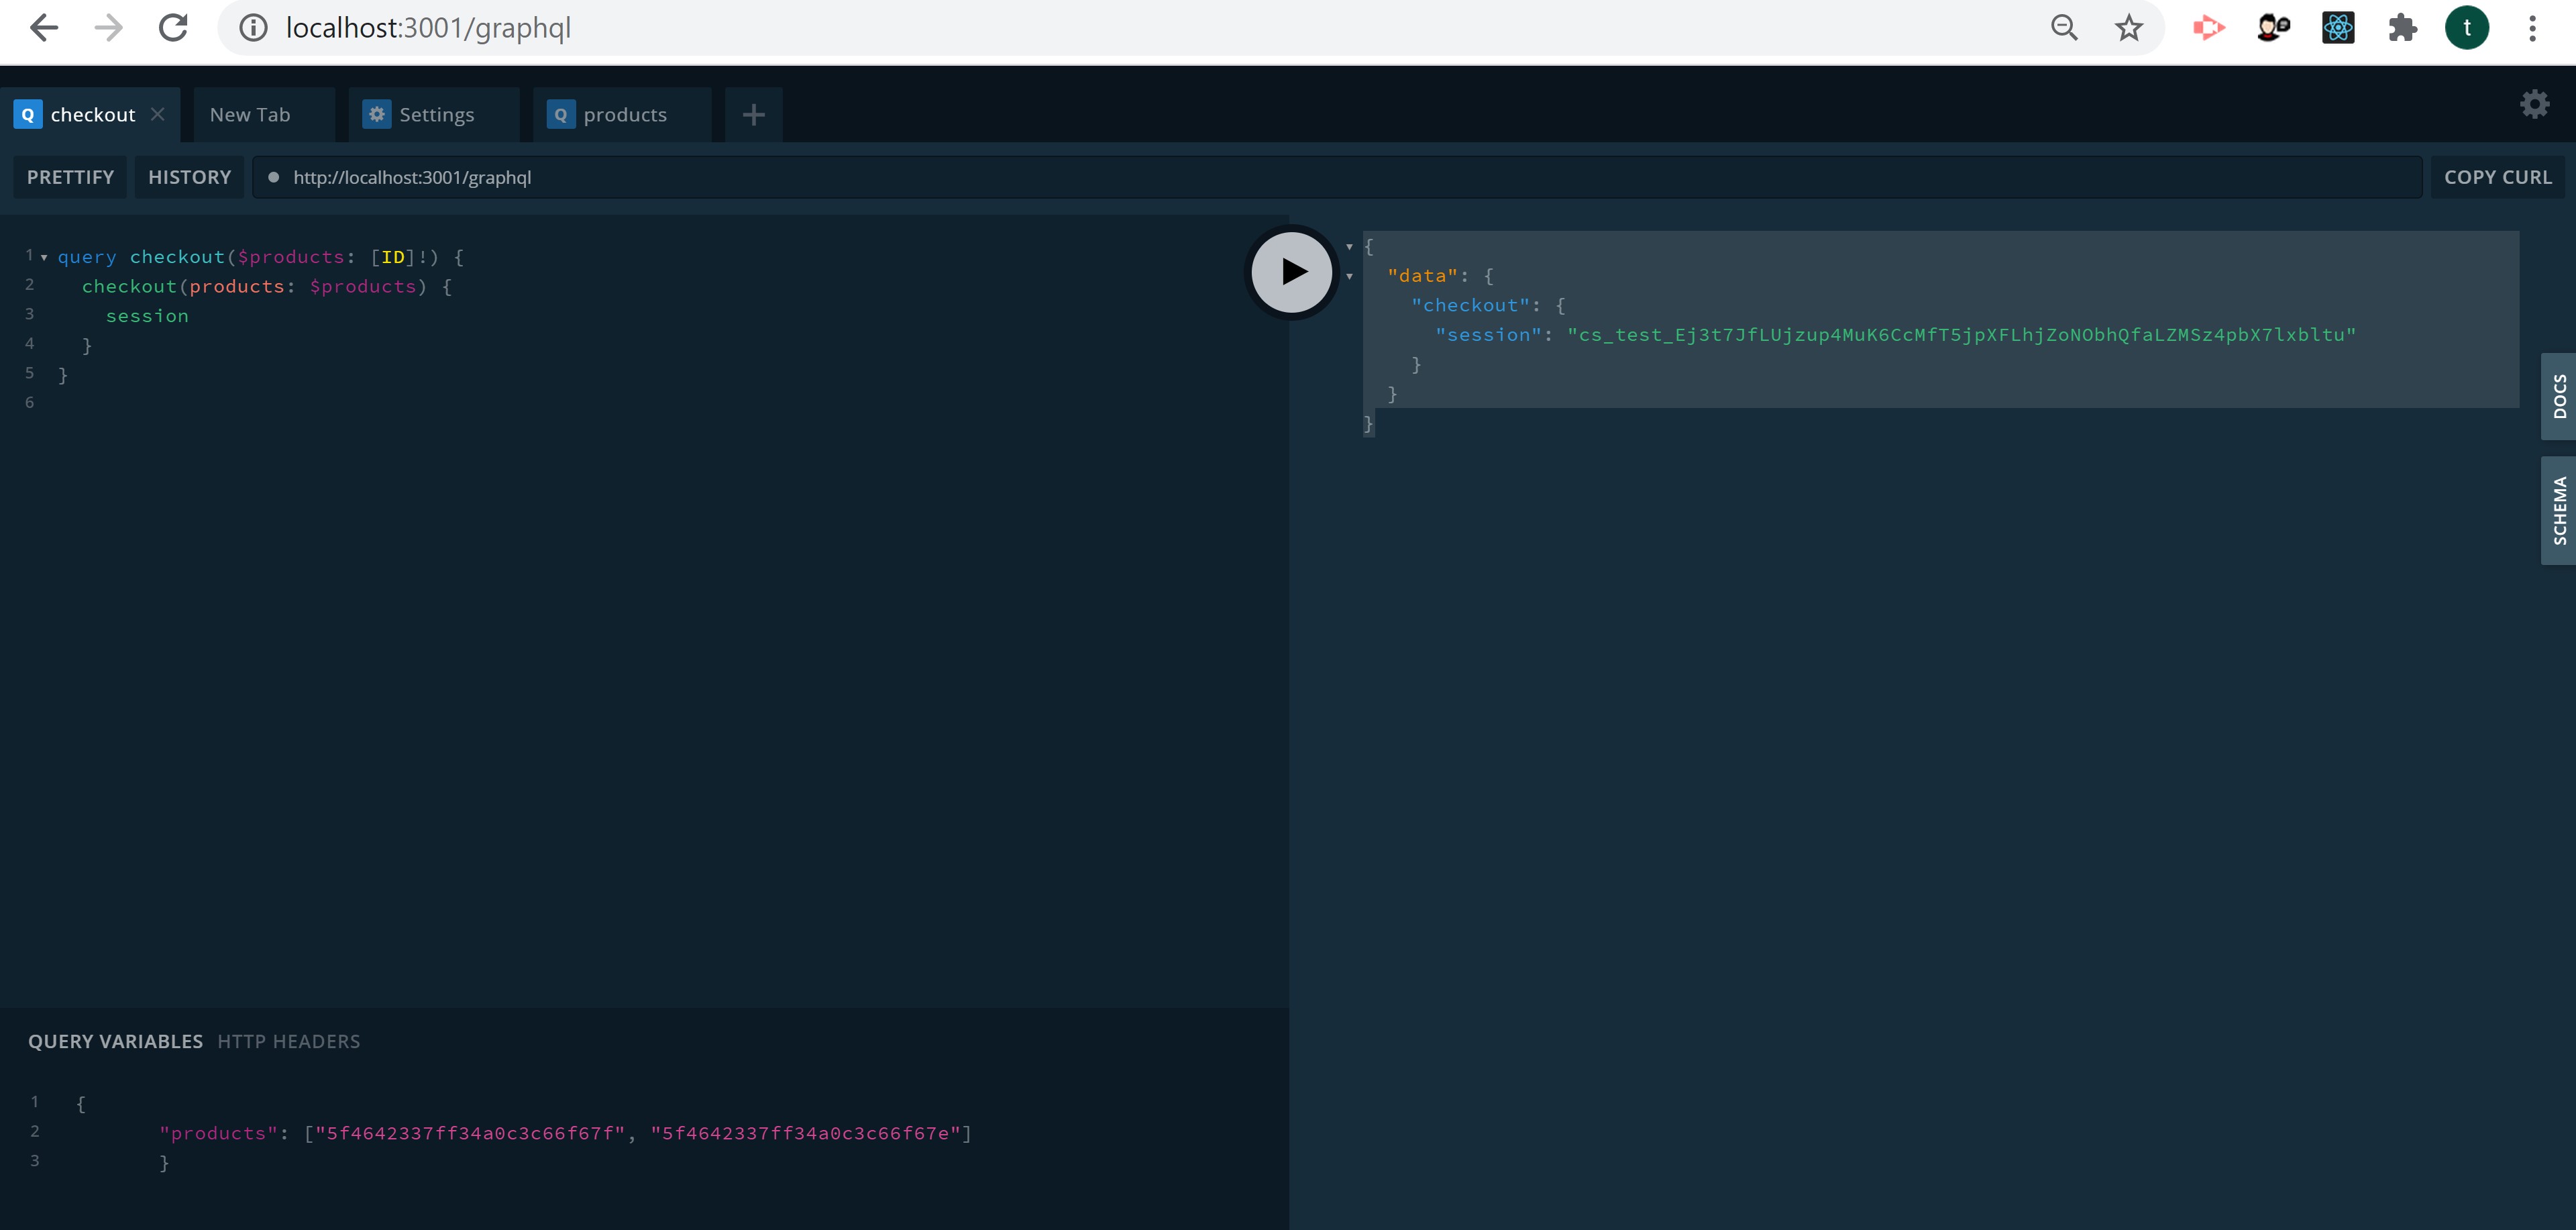 localhost:3001/graphql
t
Q checkout
New Tab
Settings
Q products
PRETTIFY
HISTORY
http://localhost:3001/graphql
COPY CURL
1 query checkout($products: [ID]!) {
2 checkout(products: $products) {
3 session
4 }
5 }
6
{
"data": {
"checkout": {
"session": "cs_test_Ej3t7JfLUjzup4MuK6CcMfT5jpXFLhjZoNObhQfaLZMSz4pbX7lxbltu"
}
}
}
DOCS
SCHEMA
QUERY VARIABLES HTTP HEADERS
1 {
2 "products": ["5f4642337ff34a0c3c66f67f", "5f4642337ff34a0c3c66f67e"]
3 }